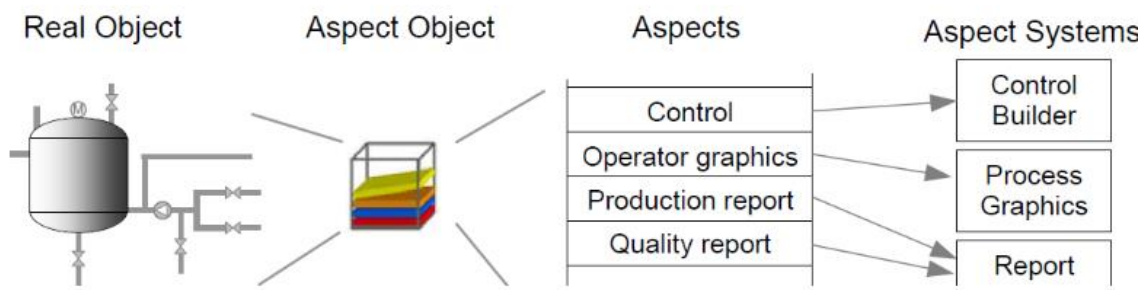 Real Object
Aspect Object
Aspects
Aspect Systems
M
Control
Operator graphics
Production report
Quality report
Control
Builder
Process
Graphics
Report